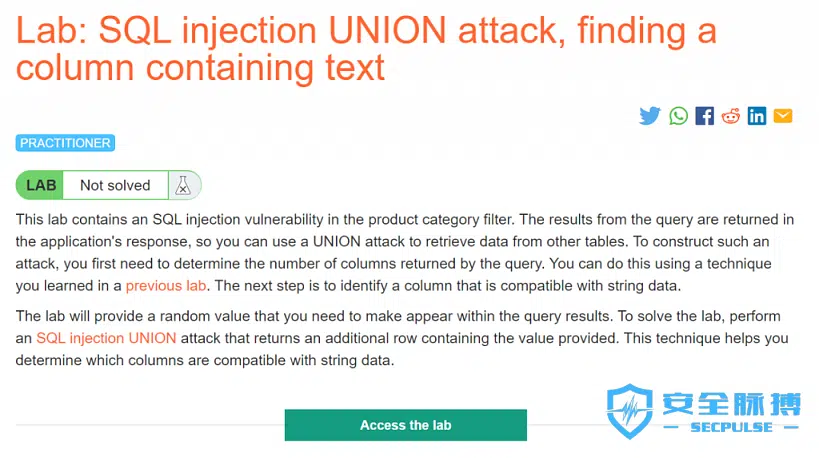 Lab: SQL injection UNION attack, finding a
column containing text
PRACTITIONER
LAB Not solved
This lab contains an SQL injection vulnerability in the product category filter. The results from the query are returned in
the application's response, so you can use a UNION attack to retrieve data from other tables. To construct such an
attack, you first need to determine the number of columns returned by the query. You can do this using a technique
you learned in a previous lab. The next step is to identify a column that is compatible with string data.
The lab will provide a random value that you need to make appear within the query results. To solve the lab, perform
an SQL injection UNION attack that returns an additional row containing the value provided. This technique helps you
determine which columns are compatible with string data.
Access the lab
安全脉搏
SECPULSE